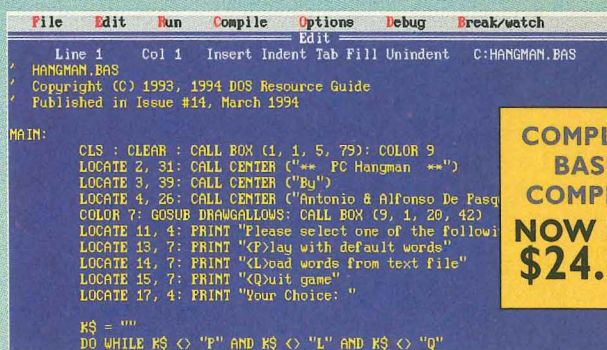 File Edit Run Compile Options Debug Break/watch
Edit
Line 1 Col 1 Insert Indent Tab Fill Unindent C:HANGMAN.BAS
' HANGMAN.BAS
' Copyright (C) 1993, 1994 DOS Resource Guide
' Published in Issue #14, March 1994
MAIN:
CLS : CLEAR : CALL BOX (1, 1, 5, 79): COLOR 9
LOCATE 2, 31: CALL CENTER ("** PC Hangman **")
LOCATE 3, 39: CALL CENTER ("By")
LOCATE 4, 26: CALL CENTER ("Antonio & Alfonso De Pasq
COLOR 7: GOSUB DRAWGALLOWS: CALL BOX (9, 1, 20, 42)
LOCATE 11, 4: PRINT "Please select one of the followi
LOCATE 13, 7: PRINT "<P>lay with default words"
LOCATE 14, 7: PRINT "<L>oad words from text file"
LOCATE 15, 7: PRINT "<Q>uit game"
LOCATE 17, 4: PRINT "Your Choice: "
K$ = ""
DO WHILE K$ <> "P" AND K$ <> "L" AND K$ <> "Q"
COMPL
BAS
COMP
NOW
$24.